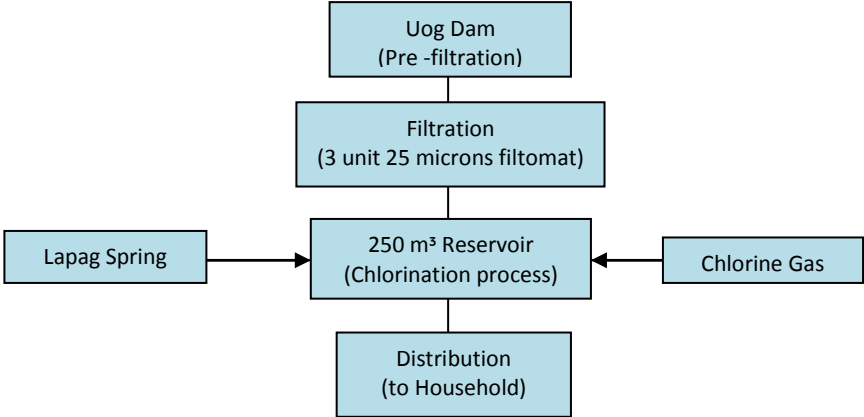 Uog Dam
(Pre -filtration)
Filtration
(3 unit 25 microns filtomat)
Lapag Spring
250 m³ Reservoir
(Chlorination process)
Chlorine Gas
Distribution
(to Household)